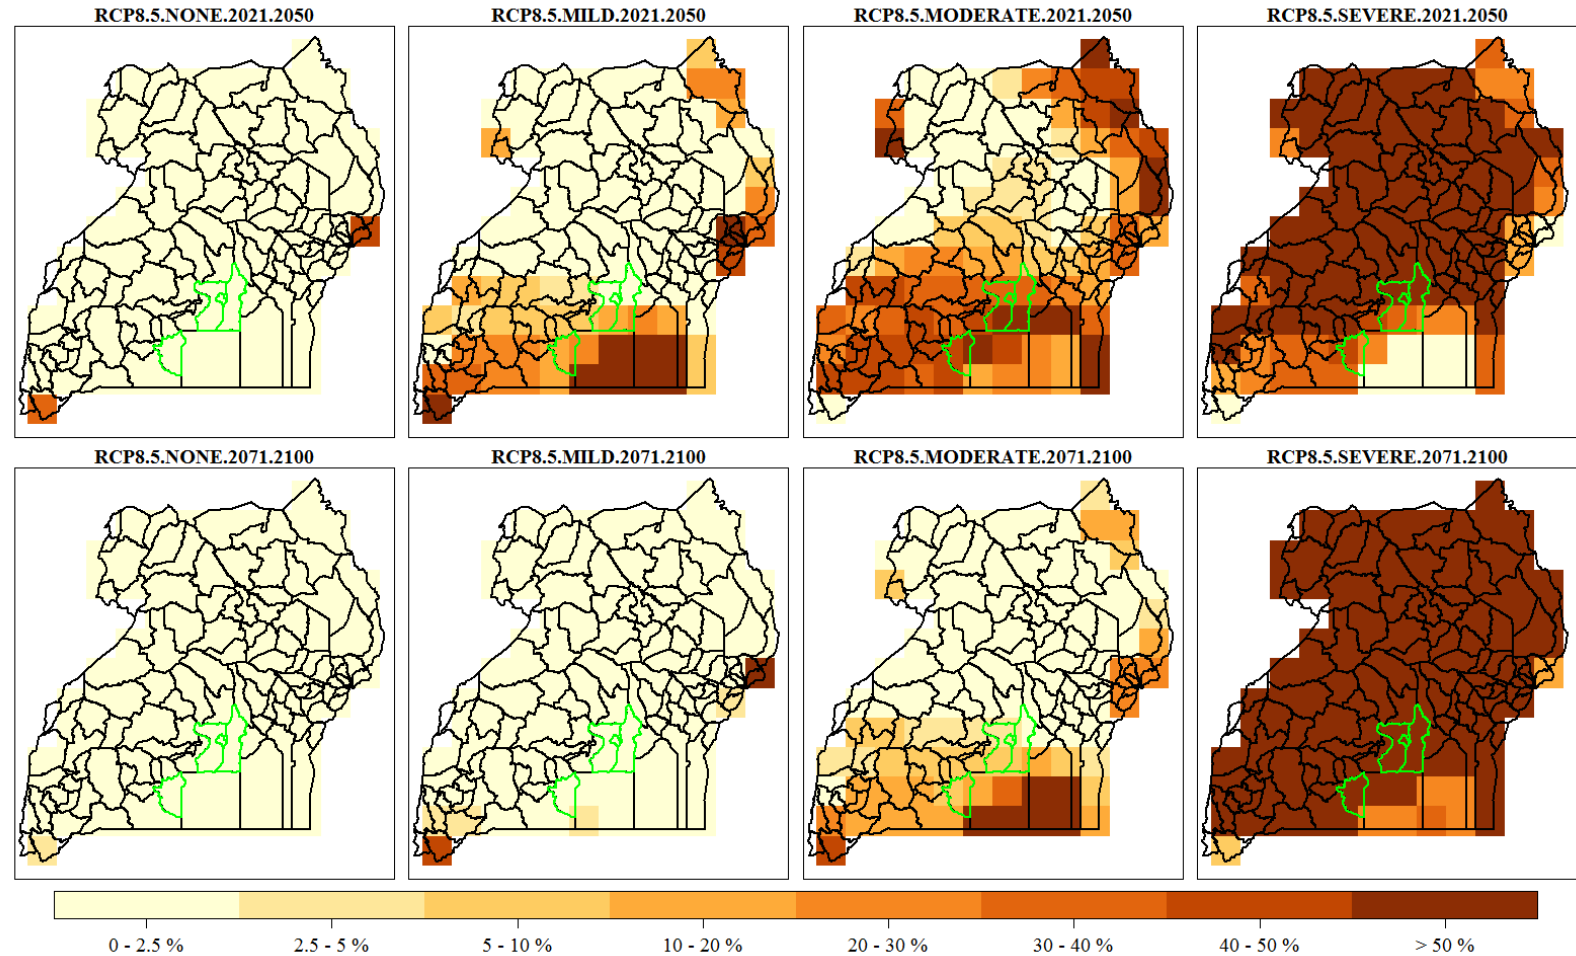 RCP8.5.NONE.2021.2050 RCP8.5.MILD.2021.2050 RCP8.5.MODERATE.2021.2050 RCP8.5.SEVERE.2021.2050
RCP8.5.NONE.2071.2100 RCP8.5.MILD.2071.2100 RCP8.5.MODERATE.2071.2100 RCP8.5.SEVERE.2071.2100
0 - 2.5 % 2.5 - 5 % 5 - 10 % 10 - 20 % 20 - 30 % 30 - 40 % 40 - 50 % > 50 %